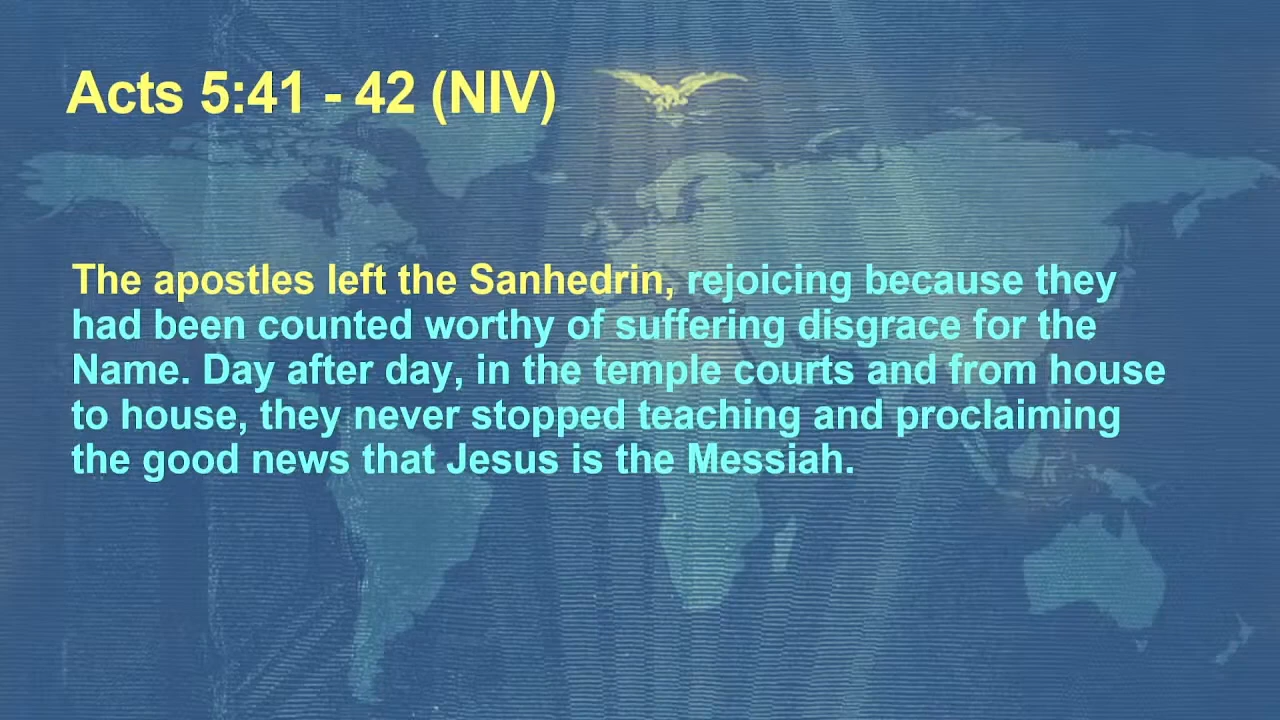 Acts 5:41 - 42 (NIV)
The apostles left the Sanhedrin, rejoicing because they
had been counted worthy of suffering disgrace for the
Name. Day after day, in the temple courts and from house
to house, they never stopped teaching and proclaiming
the good news that Jesus is the Messiah.